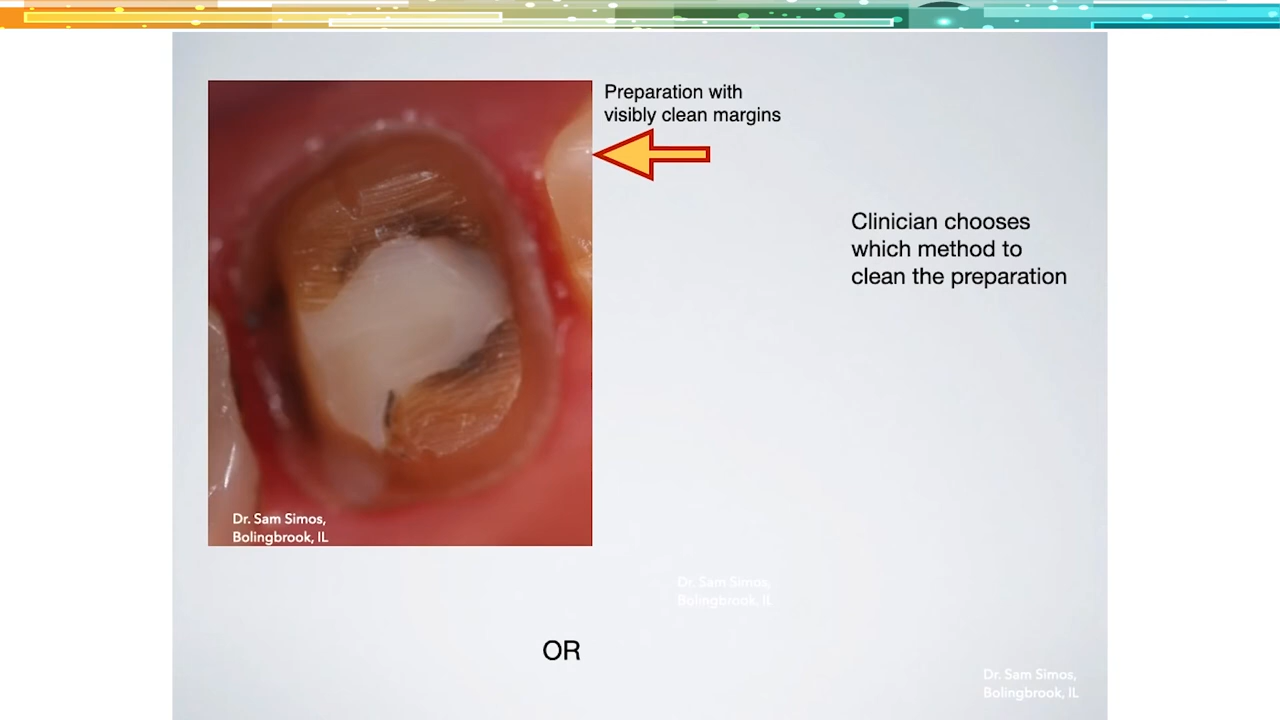 Preparation with
visibly clean margins
Clinician chooses
which method to
clean the preparation
Dr. Sam Simos,
Bolingbrook, IL
Dr. Sam Simos,
Bolingbrook, IL
OR
Dr. Sam Simos,
Bolingbrook, IL